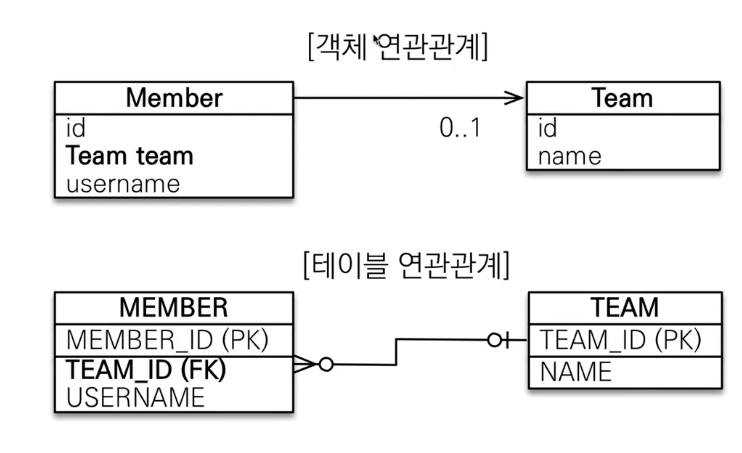 [객체 연관관계]
Member
id
Team team
username
0..1
Team
id
name
[테이블 연관관계]
MEMBER
MEMBER_ID (PK)
TEAM_ID (FK)
USERNAME
TEAM
TEAM_ID (PK)
NAME